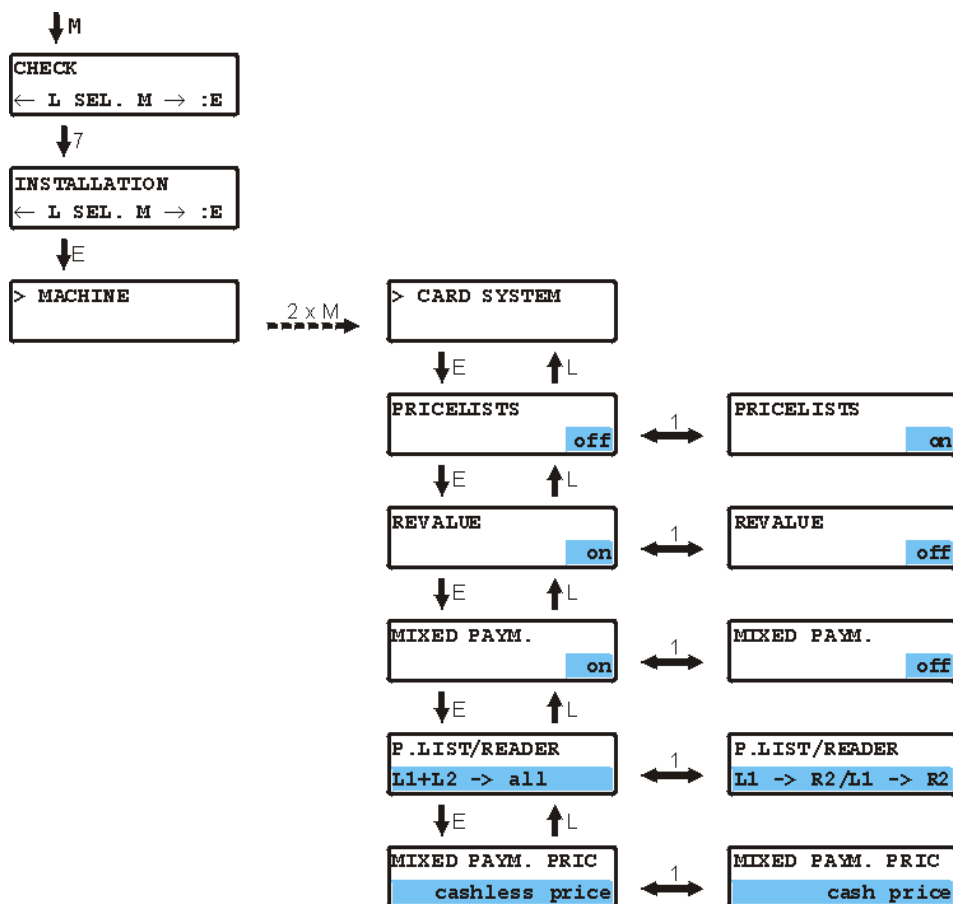 M
CHECK
← L SEL. M → :E
7
INSTALLATION
← L SEL. M → :E
E
> MACHINE
2 x M
> CARD SYSTEM
E
L
PRICELISTS
off
1
PRICELISTS
on
E
L
REVALUE
on
1
REVALUE
off
E
L
MIXED PAYM.
on
1
MIXED PAYM.
off
E
L
P.LIST/READER
L1+L2 -> all
1
P.LIST/READER
L1 -> R2/L1 -> R2
E
L
MIXED PAYM. PRIC
cashless price
1
MIXED PAYM. PRIC
cash price